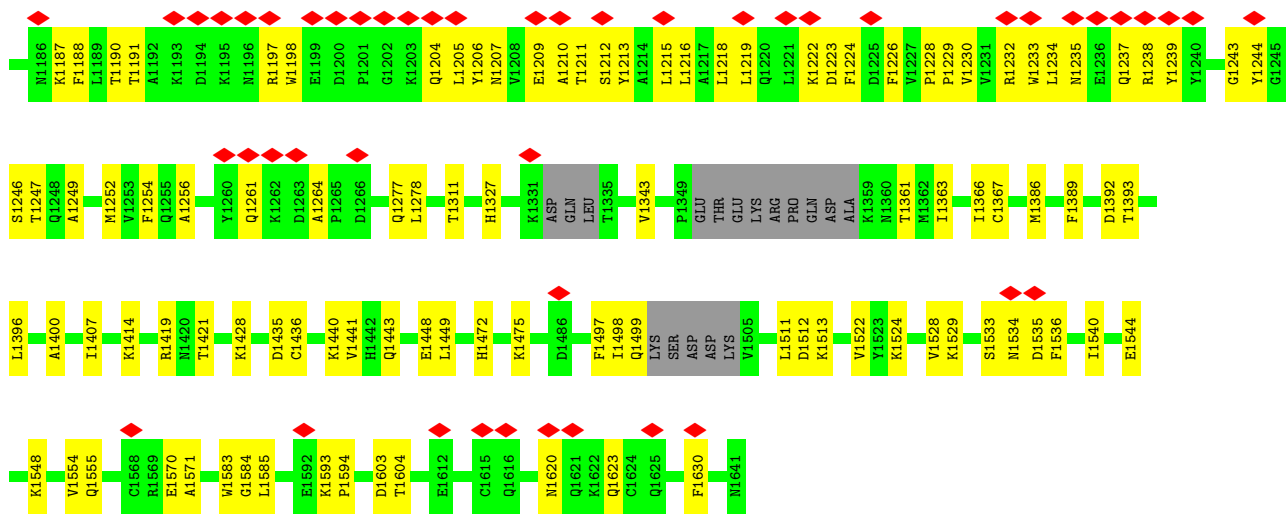 N1186 K1187 F1188 L1189 T1190 T1191 A1192 K1193 D1194 K1195 N1196 R1197 W1198 E1199 D1200 P1201 G1202 K1203 Q1204 L1205 Y1206 N1207 V1208 E1209 A1210 T1211 S1212 Y1213 A1214 L1215 L1216 A1217 L1218 L1219 Q1220 L1221 K1222 D1223 F1224 D1225 F1226 V1227 P1228 P1229 V1230 V1231 R1232 W1233 L1234 N1235 E1236 Q1237 R1238 Y1239 Y1240 G1243 Y1244 G1245
S1246 T1247 Q1248 A1249 M1252 V1253 F1254 Q1255 A1256 Y1260 Q1261 K1262 D1263 A1264 P1265 D1266 Q1277 L1278 T1311 H1327 K1331 ASP GLN LEU T1335 V1343 P1349 GLU THR GLU LYS ARG PRO GLN ASP ALA K1359 N1360 T1361 M1362 I1363 I1366 C1367 M1386 F1389 D1392 T1393
L1396 A1400 I1407 K1414 R1419 N1420 T1421 K1428 D1435 C1436 K1440 V1441 H1442 Q1443 E1448 L1449 H1472 K1475 D1486 F1497 I1498 Q1499 LYS SER ASP ASP LYS V1505 L1511 D1512 K1513 V1522 Y1523 K1524 V1528 K1529 S1533 N1534 D1535 F1536 I1540 E1544
K1548 V1554 Q1555 C1568 R1569 E1570 A1571 W1583 G1584 L1585 E1592 K1593 P1594 D1603 T1604 E1612 C1615 Q1616 N1620 Q1621 K1622 Q1623 C1624 Q1625 F1630 N1641